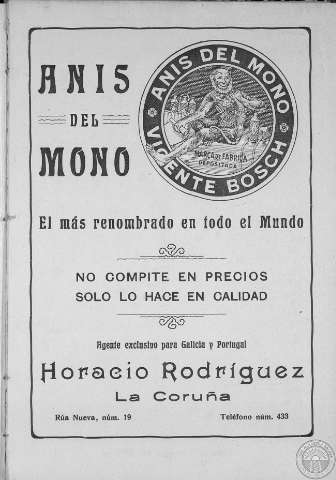 ANIS
DEL
MONO
ANIS DEL MONO
VICENTE BOSCH
MARCA DE FABRICA
DEPOSITADA
El más renombrado en todo el Mundo
NO COMPITE EN PRECIOS
SOLO LO HACE EN CALIDAD
Agente exclusivo para Galicia y Portugal
Horacio Rodríguez
La Coruña
Rúa Nueva, núm. 19
Teléfono núm. 433